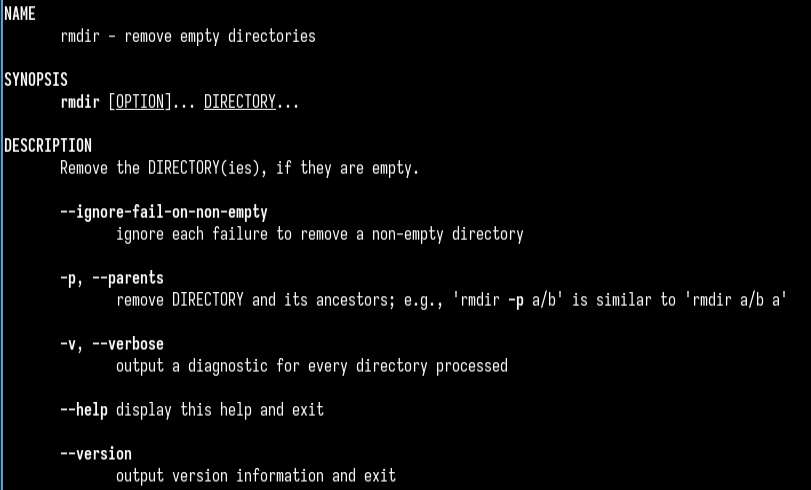 NAME
rmdir - remove empty directories
SYNOPSIS
rmdir [OPTION]... DIRECTORY...
DESCRIPTION
Remove the DIRECTORY(ies), if they are empty.
--ignore-fail-on-non-empty
ignore each failure to remove a non-empty directory
-p, --parents
remove DIRECTORY and its ancestors; e.g., 'rmdir -p a/b' is similar to 'rmdir a/b a'
-v, --verbose
output a diagnostic for every directory processed
--help display this help and exit
--version
output version information and exit